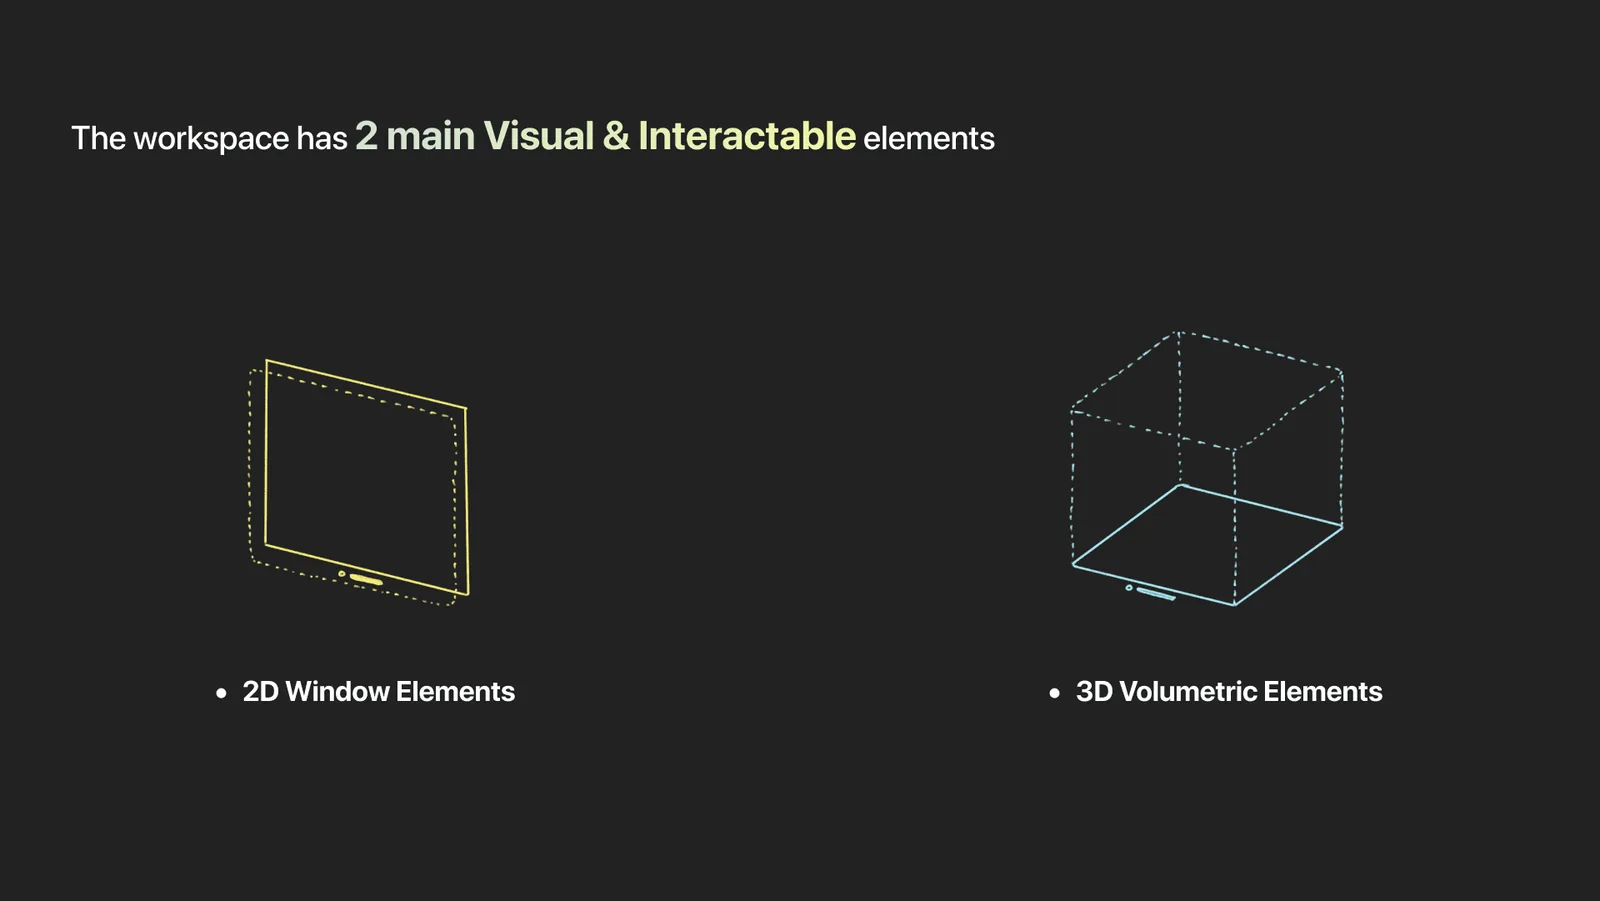 The workspace has 2 main Visual & Interactable elements
• 2D Window Elements
• 3D Volumetric Elements